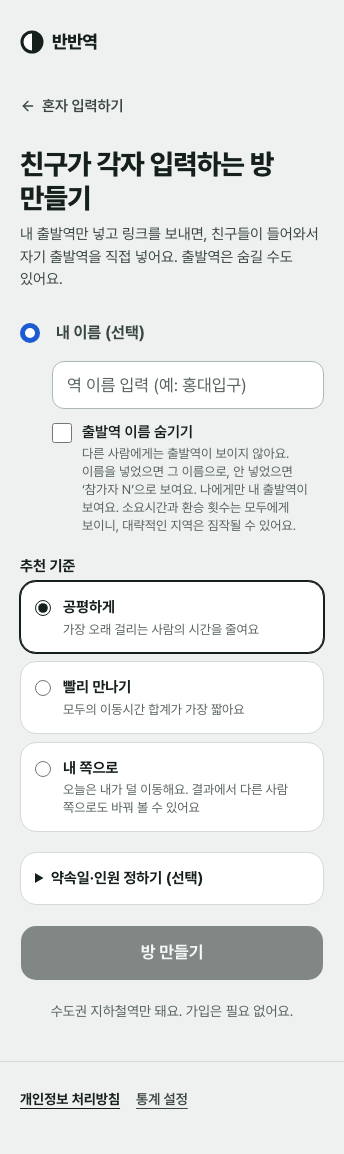 반반역
← 혼자 입력하기
친구가 각자 입력하는 방
만들기
내 출발역만 넣고 링크를 보내면, 친구들이 들어와서
자기 출발역을 직접 넣어요. 출발역은 숨길 수도
있어요.
내 이름 (선택)
역 이름 입력 (예: 홍대입구)
출발역 이름 숨기기
다른 사람에게는 출발역이 보이지 않아요.
이름을 넣었으면 그 이름으로, 안 넣었으면
‘참가자 N’으로 보여요. 나에게만 내 출발역이
보여요. 소요시간과 환승 횟수는 모두에게
보이니, 대략적인 지역은 짐작될 수 있어요.
추천 기준
공평하게
가장 오래 걸리는 사람의 시간을 줄여요
빨리 만나기
모두의 이동시간 합계가 가장 짧아요
내 쪽으로
오늘은 내가 덜 이동해요. 결과에서 다른 사람
쪽으로도 바꿔 볼 수 있어요
약속일·인원 정하기 (선택)
방 만들기
수도권 지하철역만 돼요. 가입은 필요 없어요.
개인정보 처리방침 통계 설정